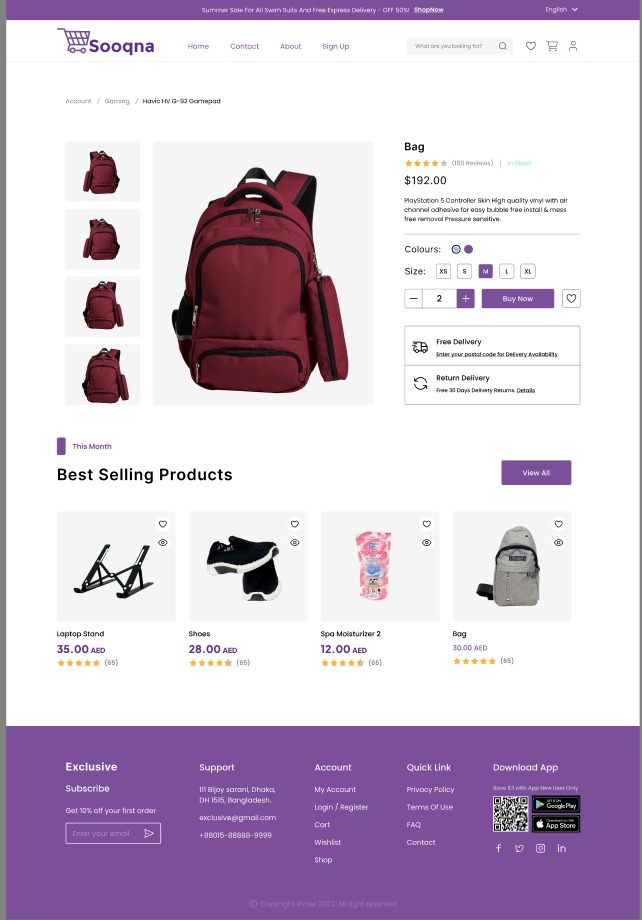 Summer Sale For All Swim Suits And Free Express Delivery - OFF 50%! ShopNow
English
Sooqna
Home
Contact
About
Sign Up
What are you looking for?
Account / Gaming / Havic HV G-92 Gamepad
Bag
(150 Reviews) | In Stock
$192.00
PlayStation 5 Controller Skin High quality vinyl with air
channel adhesive for easy bubble free install & mess
free removal Pressure sensitive.
Colours:
Size: XS S M L XL
2
Buy Now
Free Delivery
Enter your postal code for Delivery Availability
Return Delivery
Free 30 Days Delivery Returns. Details
This Month
Best Selling Products
View All
Laptop Stand
35.00 AED
(65)
Shoes
28.00 AED
(65)
Spa Moisturizer 2
12.00 AED
(65)
Bag
30.00 AED
(65)
Exclusive
Subscribe
Get 10% off your first order
Enter your email
Support
111 Bijoy sarani, Dhaka,
DH 1515, Bangladesh.
exclusive@gmail.com
+88015-88888-9999
Account
My Account
Login / Register
Cart
Wishlist
Shop
Quick Link
Privacy Policy
Terms Of Use
FAQ
Contact
Download App
Save $3 with App New User Only
GET IT ON
Google Play
Download on the
App Store
© Copyright Rimel 2022. All right reserved